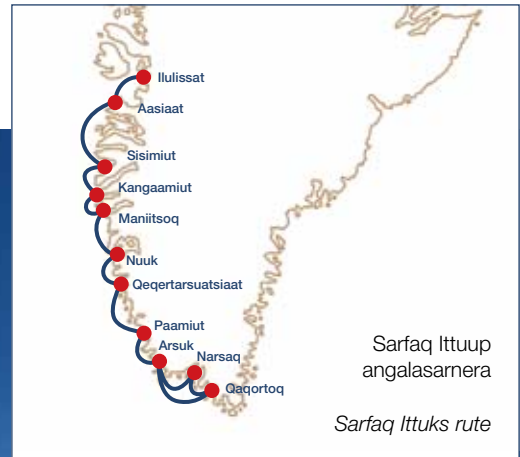 Ilulissat
Aasiaat
Sisimiut
Kangaamiut
Maniitsoq
Nuuk
Qeqertarsuatsiaat
Paamiut
Arsuk
Narsaq
Qaqortoq
Sarfaq Ittuup
angalasarnera
Sarfaq Ittuks rute